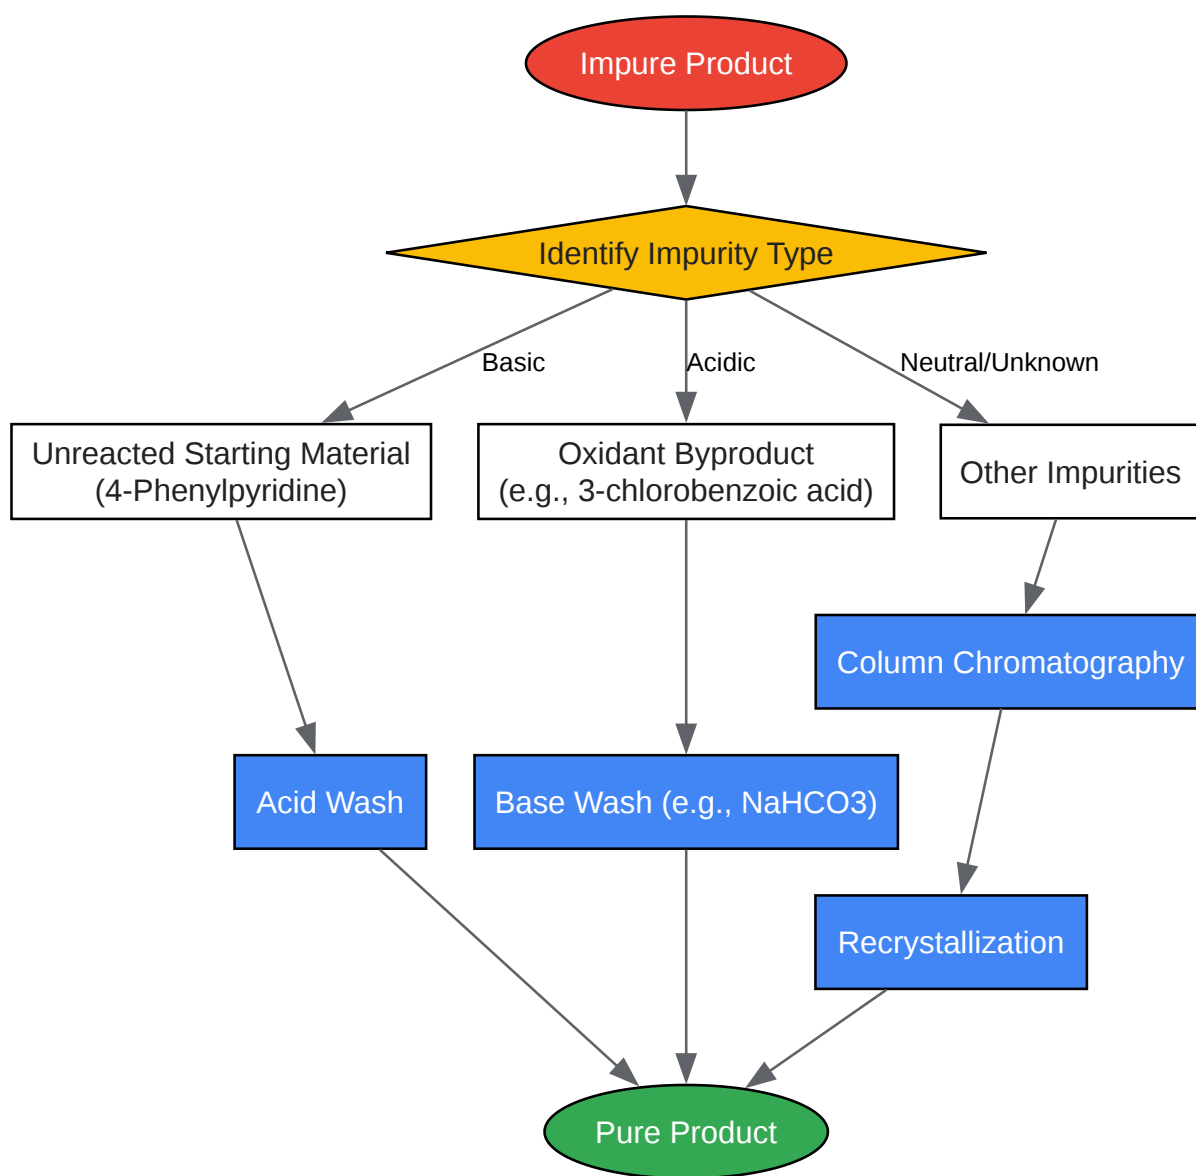 Impure Product
Identify Impurity Type
Basic
Acidic
Neutral/Unknown
Unreacted Starting Material
(4-Phenylpyridine)
Oxidant Byproduct
(e.g., 3-chlorobenzoic acid)
Other Impurities
Column Chromatography
Acid Wash
Base Wash (e.g., NaHCO3)
Recrystallization
Pure Product